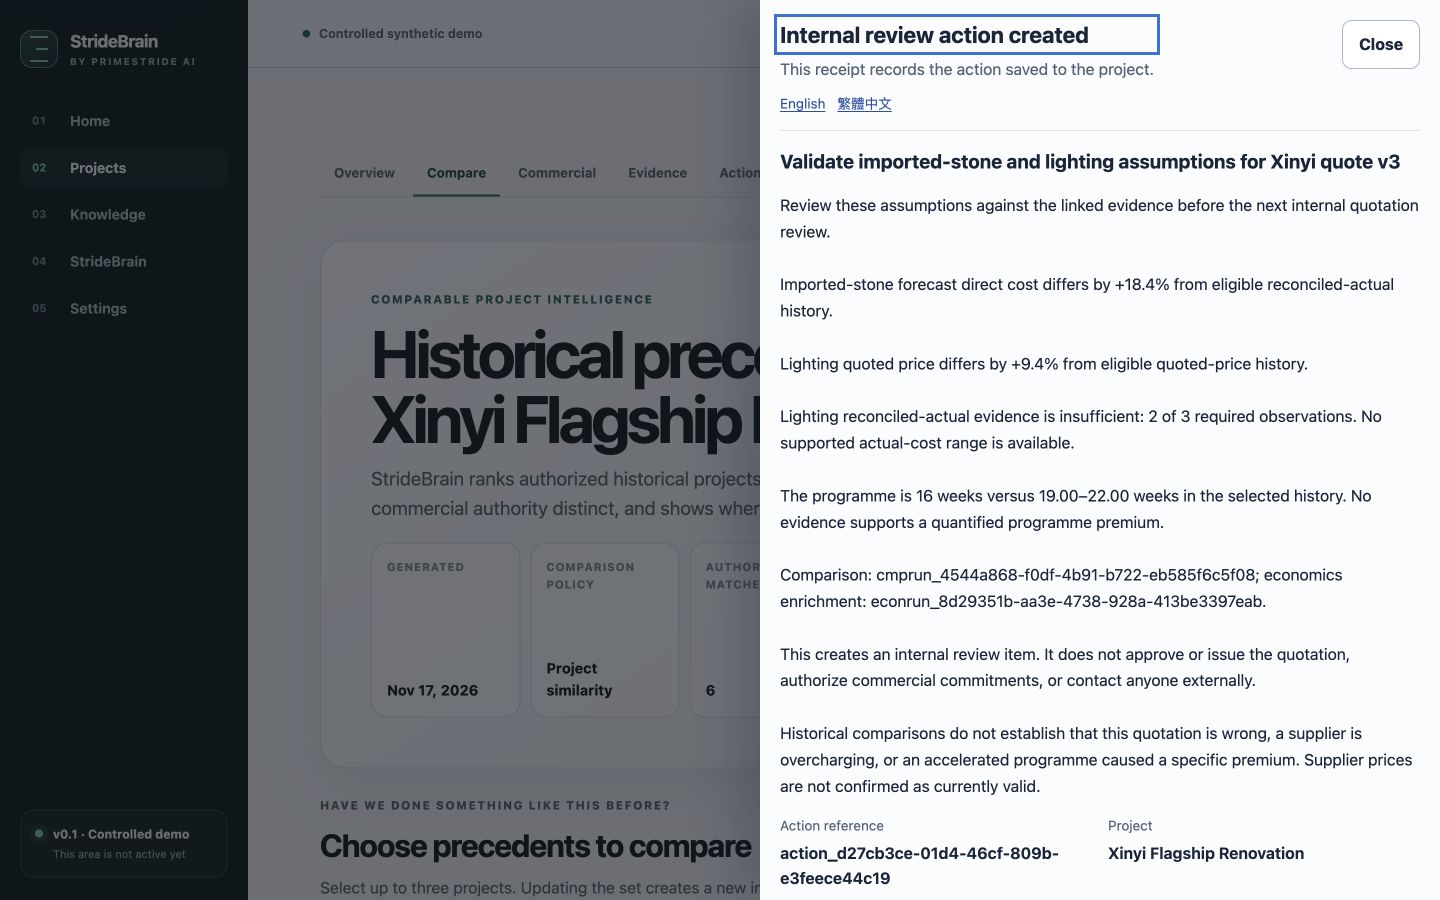 StrideBrain
BY PRIMESTRIDE AI
01 Home
02 Projects
03 Knowledge
04 StrideBrain
05 Settings
v0.1 · Controlled demo
This area is not active yet
Controlled synthetic demo
Overview Compare Commercial Evidence Action
COMPARABLE PROJECT INTELLIGENCE
Historical prec
Xinyi Flagship
StrideBrain ranks authorized historical projects
commercial authority distinct, and shows wher
GENERATED
Nov 17, 2026
COMPARISON
POLICY
Project
similarity
AUTHOR
MATCHE
6
HAVE WE DONE SOMETHING LIKE THIS BEFORE?
Choose precedents to compare
Select up to three projects. Updating the set creates a new i
Internal review action created
Close
This receipt records the action saved to the project.
English 繁體中文
Validate imported-stone and lighting assumptions for Xinyi quote v3
Review these assumptions against the linked evidence before the next internal quotation
review.
Imported-stone forecast direct cost differs by +18.4% from eligible reconciled-actual
history.
Lighting quoted price differs by +9.4% from eligible quoted-price history.
Lighting reconciled-actual evidence is insufficient: 2 of 3 required observations. No
supported actual-cost range is available.
The programme is 16 weeks versus 19.00–22.00 weeks in the selected history. No
evidence supports a quantified programme premium.
Comparison: cmprun_4544a868-f0df-4b91-b722-eb585f6c5f08; economics
enrichment: econrun_8d29351b-aa3e-4738-928a-413be3397eab.
This creates an internal review item. It does not approve or issue the quotation,
authorize commercial commitments, or contact anyone externally.
Historical comparisons do not establish that this quotation is wrong, a supplier is
overcharging, or an accelerated programme caused a specific premium. Supplier prices
are not confirmed as currently valid.
Action reference
action_d27cb3ce-01d4-46cf-809b-
e3feece44c19
Project
Xinyi Flagship Renovation